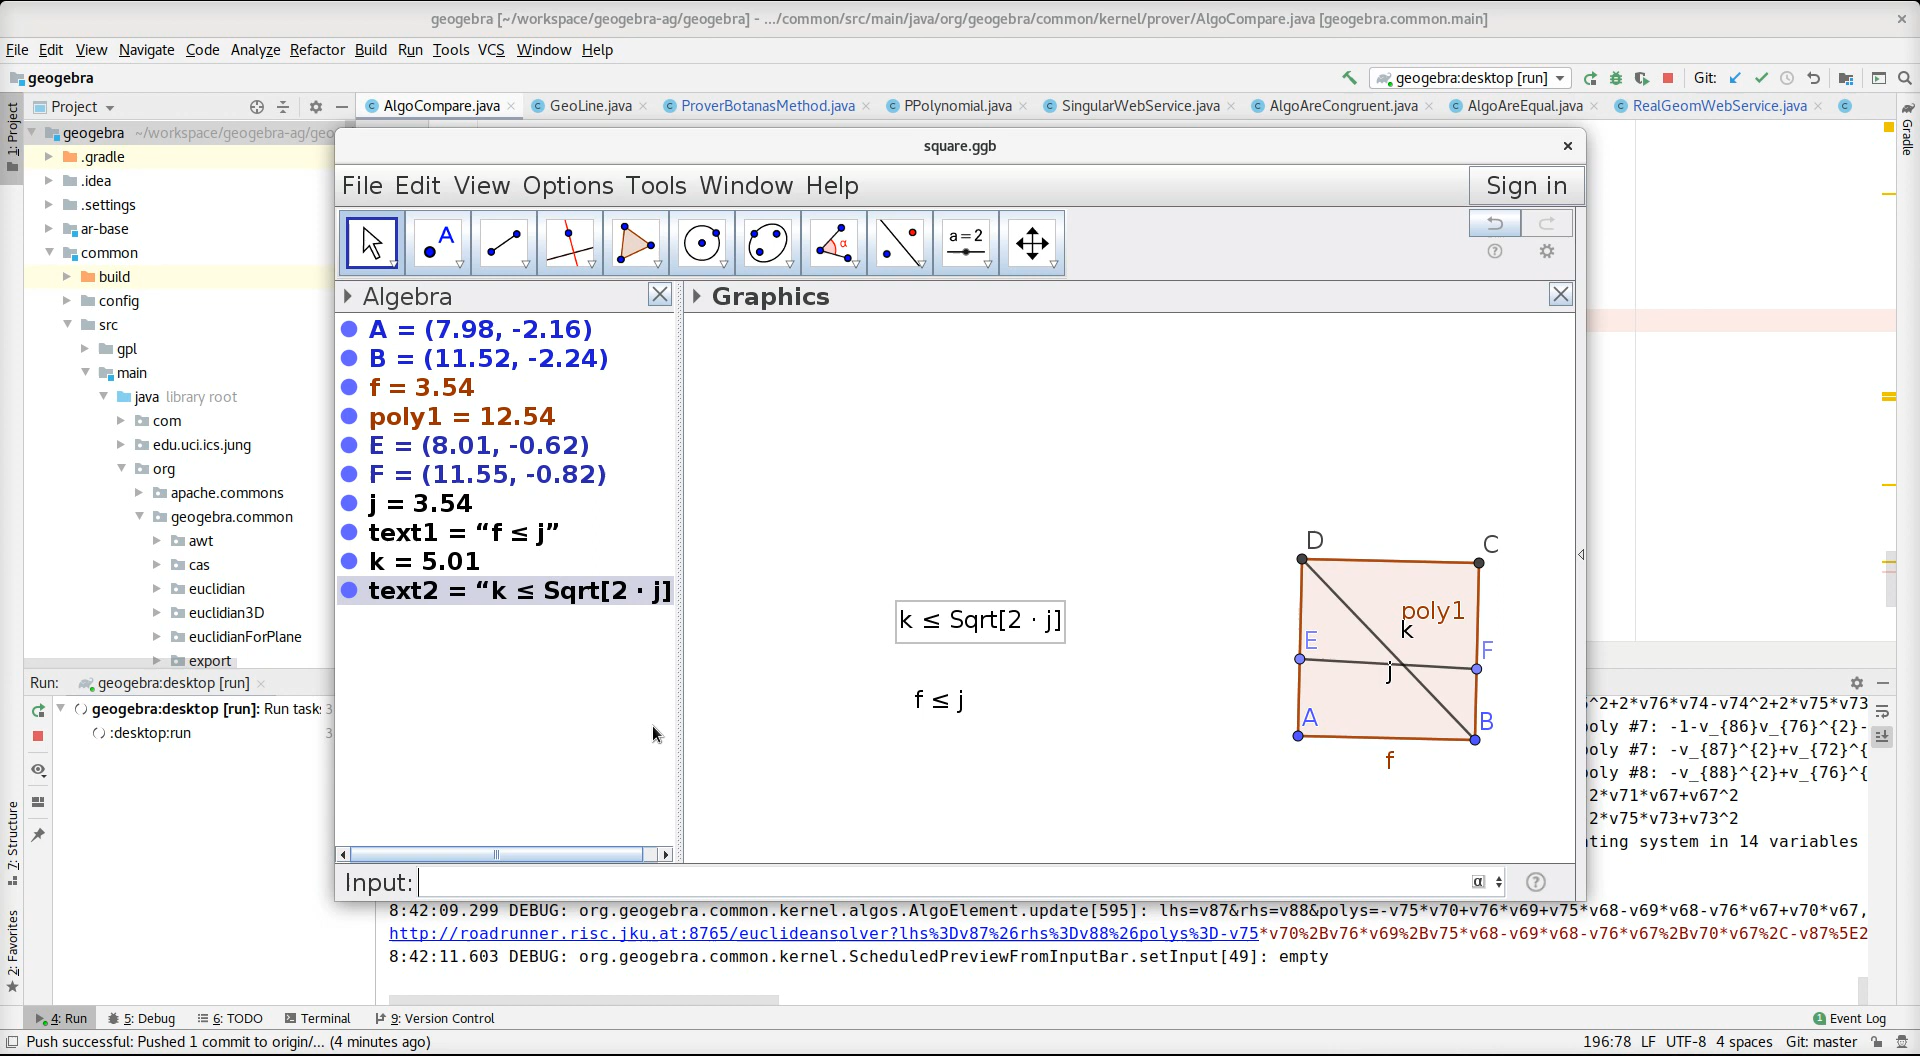 geogebra [~/workspace/geogebra-ag/geogebra] - .../common/src/main/java/org/geogebra/common/kernel/prover/AlgoCompare.java [geogebra.common.main]
File Edit View Navigate Code Analyze Refactor Build Run Tools VCS Window Help
geogebra
geogebra:desktop [run]
Git:
1: Project
Project
AlgoCompare.java
GeoLine.java
ProverBotanasMethod.java
PPolynomial.java
SingularWebService.java
AlgoAreCongruent.java
AlgoAreEqual.java
RealGeomWebService.java
Gradle
geogebra ~/workspace/geogebra-ag/geo
.gradle
.idea
.settings
ar-base
common
build
config
src
gpl
main
java library root
com
edu.uci.ics.jung
org
apache.commons
geogebra.common
awt
cas
euclidian
euclidian3D
euclidianForPlane
export
square.ggb
File Edit View Options Tools Window Help
Sign in
A
α
a=2
Algebra
Graphics
A = (7.98, -2.16)
B = (11.52, -2.24)
f = 3.54
poly1 = 12.54
E = (8.01, -0.62)
F = (11.55, -0.82)
j = 3.54
text1 = “f ≤ j”
k = 5.01
text2 = “k ≤ Sqrt[2 · j]
k ≤ Sqrt[2 · j]
f ≤ j
D
C
poly1
k
E
F
j
A
B
f
Input:
α
Run:
geogebra:desktop [run]
geogebra:desktop [run]: Run task: 3
:desktop:run 3
7: Structure
2: Favorites
^2+2*v76*v74-v74^2+2*v75*v73
oly #7: -1-v_{86}v_{76}^{2}-
oly #7: -v_{87}^{2}+v_{72}^{
oly #8: -v_{88}^{2}+v_{76}^{
2*v71*v67+v67^2
2*v75*v73+v73^2
ting system in 14 variables
8:42:09.299 DEBUG: org.geogebra.common.kernel.algos.AlgoElement.update[595]: lhs=v87&rhs=v88&polys=-v75*v70+v76*v69+v75*v68-v69*v68-v76*v67+v70*v67,
http://roadrunner.risc.jku.at:8765/euclideansolver?lhs%3Dv87%26rhs%3Dv88%26polys%3D-v75*v70%2Bv76*v69%2Bv75*v68-v69*v68-v76*v67%2Bv70*v67%2C-v87%5E2
8:42:11.603 DEBUG: org.geogebra.common.kernel.ScheduledPreviewFromInputBar.setInput[49]: empty
4: Run
5: Debug
6: TODO
Terminal
9: Version Control
1 Event Log
Push successful: Pushed 1 commit to origin/... (4 minutes ago)
196:78 LF UTF-8 4 spaces Git: master